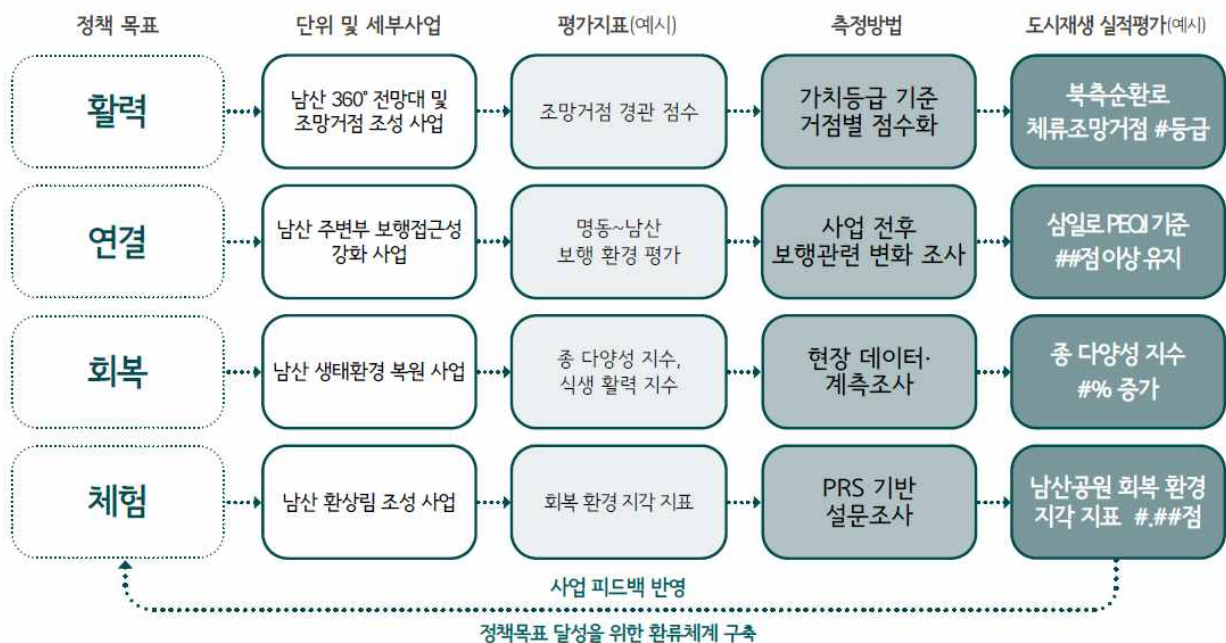 정책 목표
단위 및 세부사업
평가지표(예시)
측정방법
도시재생 실적평가(예시)
활력
남산 360° 전망대 및
조망거점 조성 사업
조망거점 경관 점수
가치등급 기준
거점별 점수화
북측순환로
체류조망거점 #등급
연결
남산 주변부 보행접근성
강화 사업
명동~남산
보행 환경 평가
사업 전후
보행관련 변화 조사
삼일로 PEQI 기준
##점 이상 유지
회복
남산 생태환경 복원 사업
종 다양성 지수,
식생 활력 지수
현장 데이터·
계측조사
종 다양성 지수
#% 증가
체험
남산 환상림 조성 사업
회복 환경 지각 지표
PRS 기반
설문조사
남산공원 회복 환경
지각 지표 #.##점
사업 피드백 반영
정책목표 달성을 위한 환류체계 구축